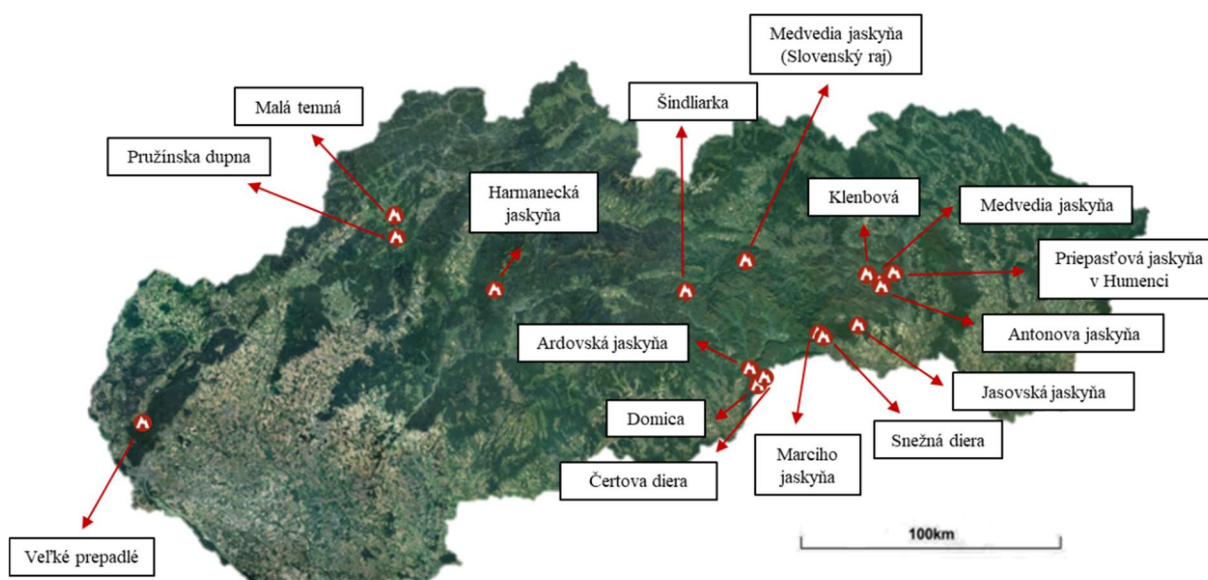 Medvedia jaskyňa
(Slovenský raj)
Malá temná
Šindliarka
Pružínska dupna
Harmanecká
jaskyňa
Klenbová
Medvedia jaskyňa
Priepasťová jaskyňa
v Humenci
Ardovská jaskyňa
Antonova jaskyňa
Jasovská jaskyňa
Domica
Marciho
jaskyňa
Snežná diera
Čertova diera
Veľké prepadlé
100km